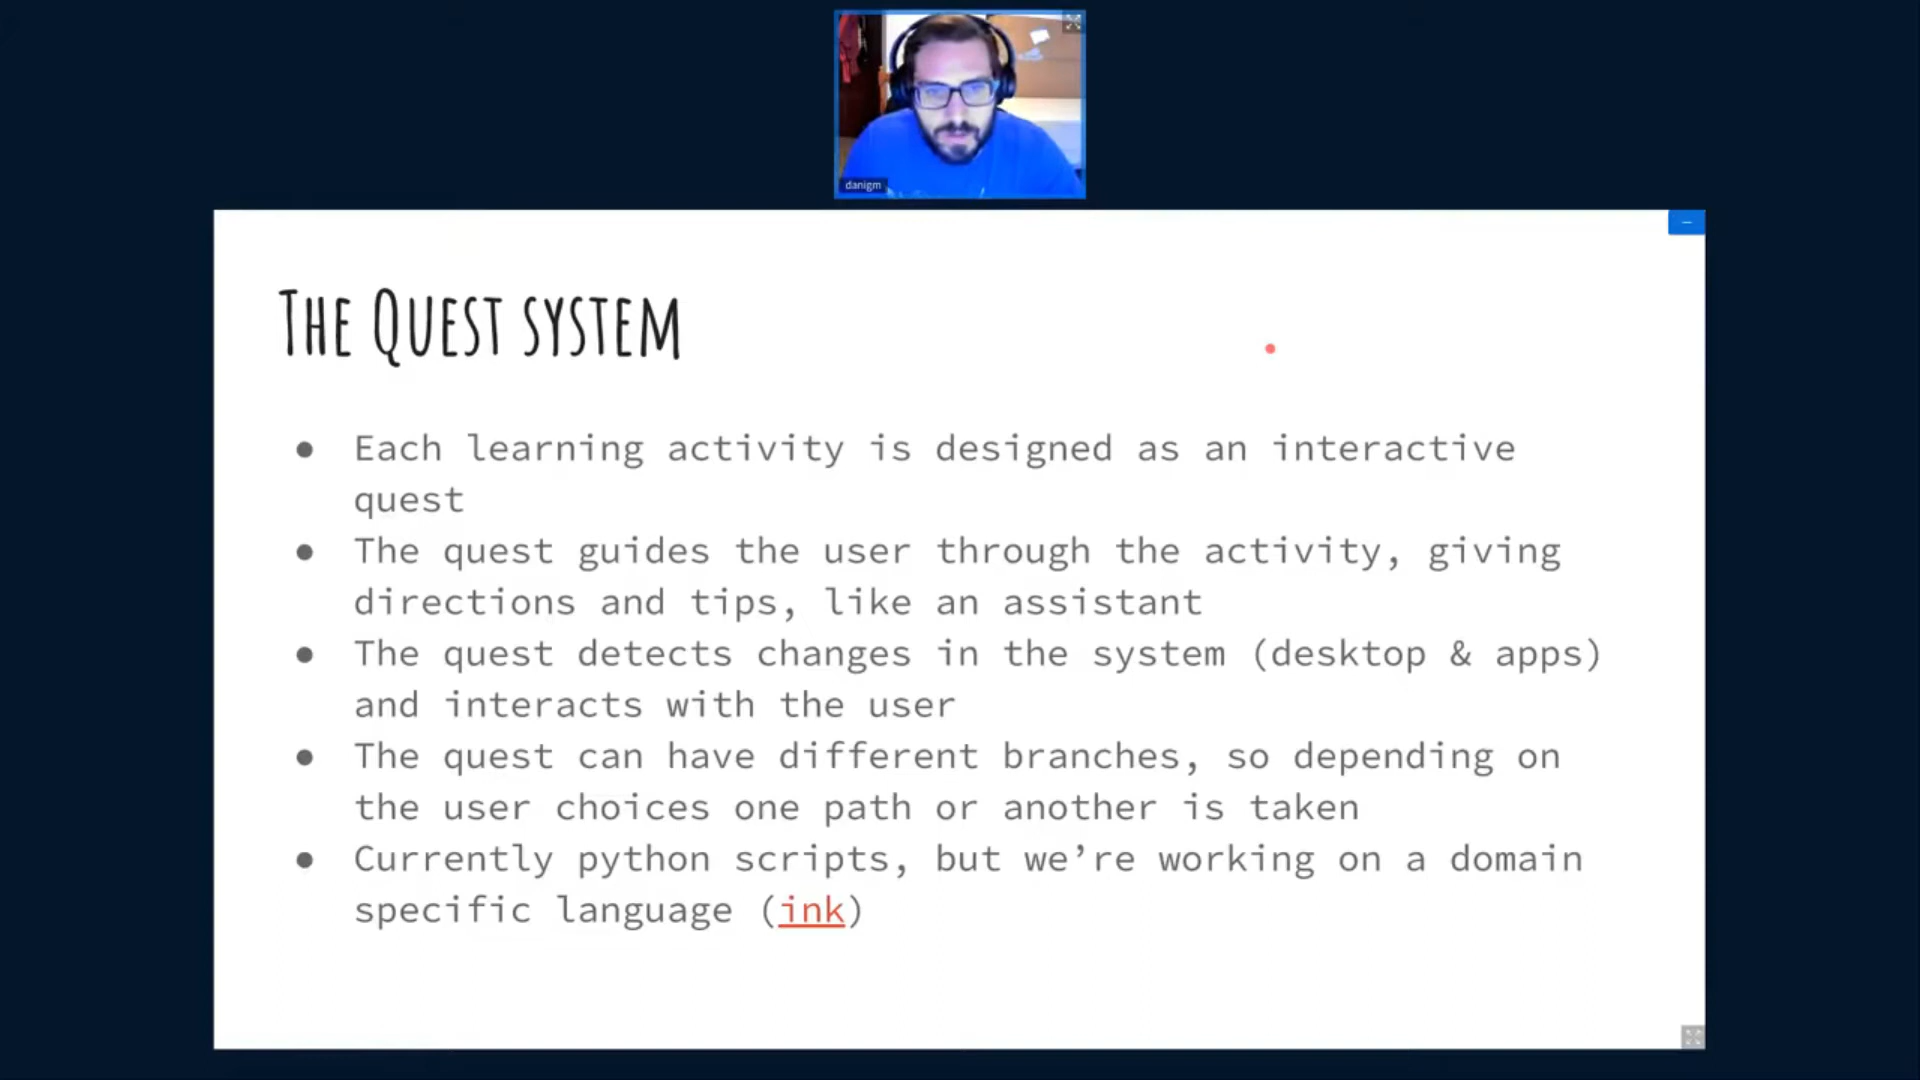 danigm
The Quest system
● Each learning activity is designed as an interactive
quest
● The quest guides the user through the activity, giving
directions and tips, like an assistant
● The quest detects changes in the system (desktop & apps)
and interacts with the user
● The quest can have different branches, so depending on
the user choices one path or another is taken
● Currently python scripts, but we’re working on a domain
specific language (ink)